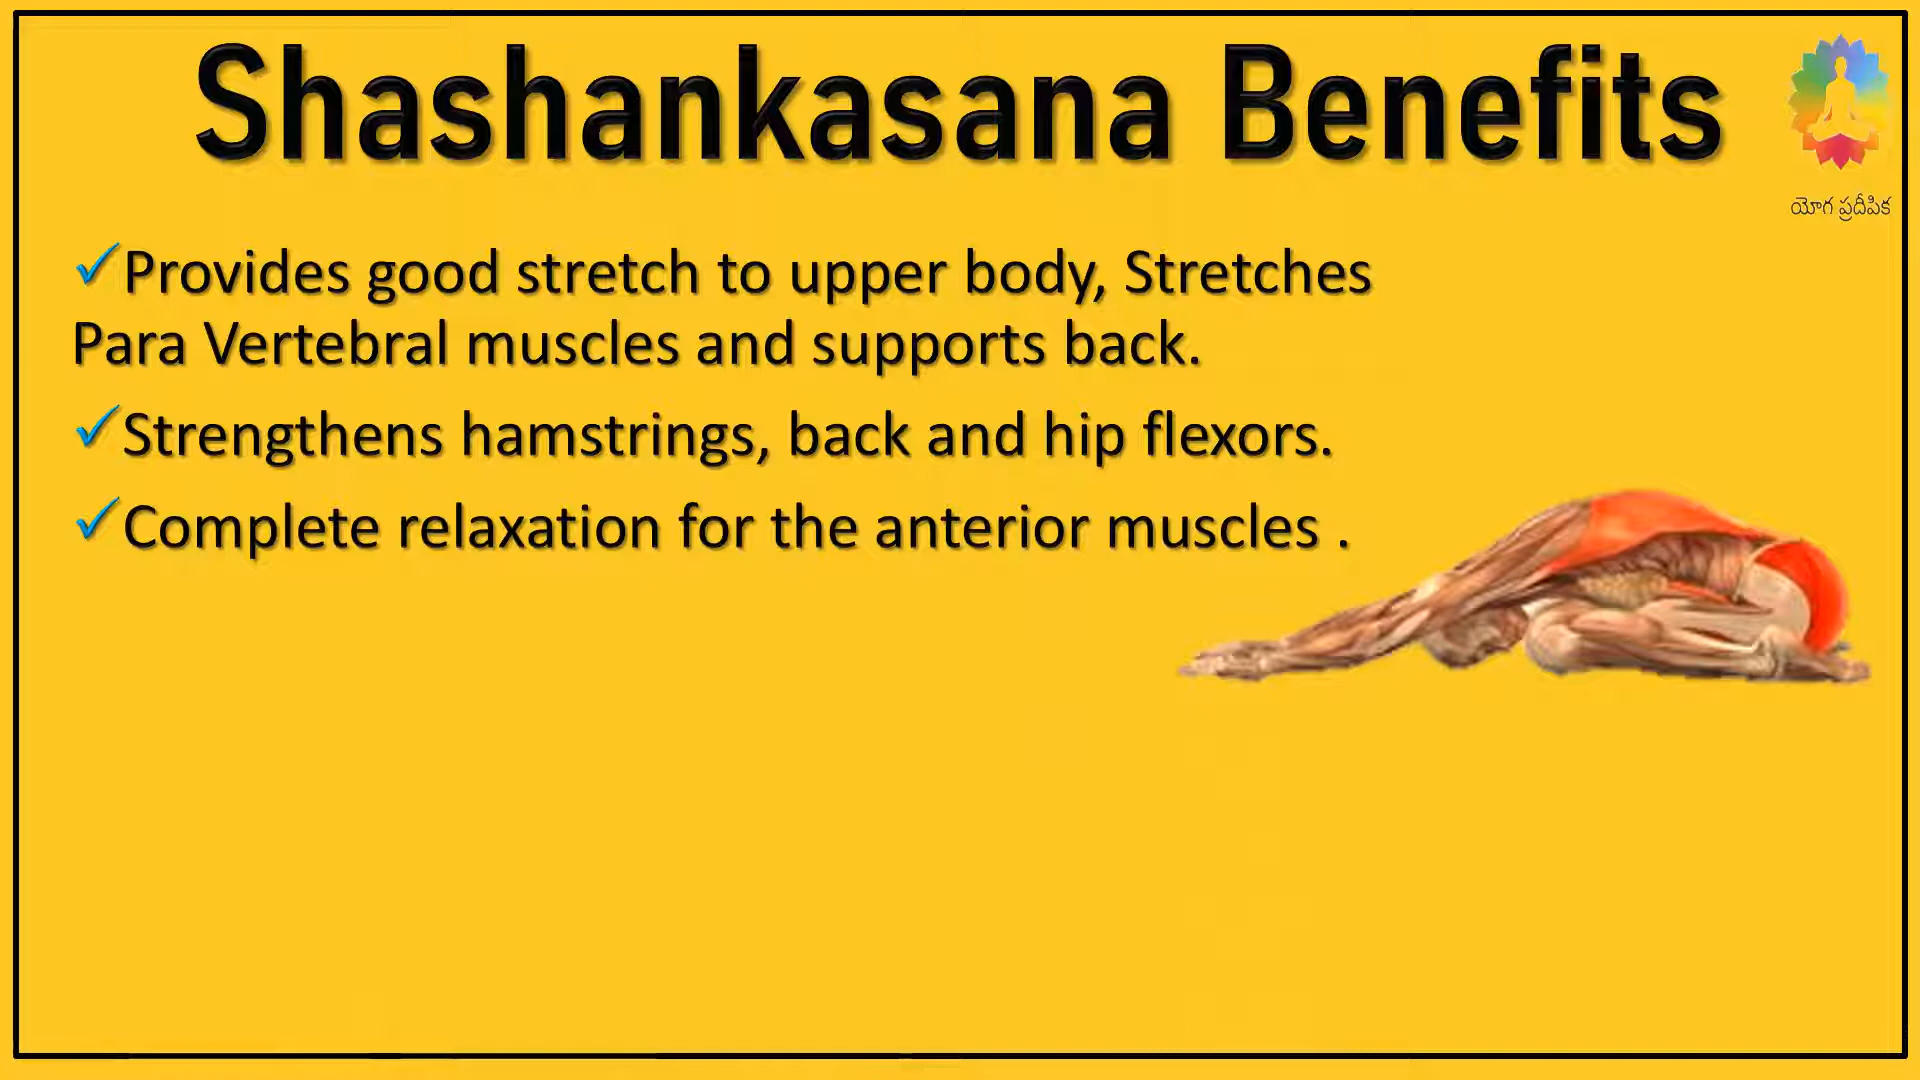 Shashankasana Benefits
యోగ ప్రదీపిక
✓Provides good stretch to upper body, Stretches
Para Vertebral muscles and supports back.
✓Strengthens hamstrings, back and hip flexors.
✓Complete relaxation for the anterior muscles .